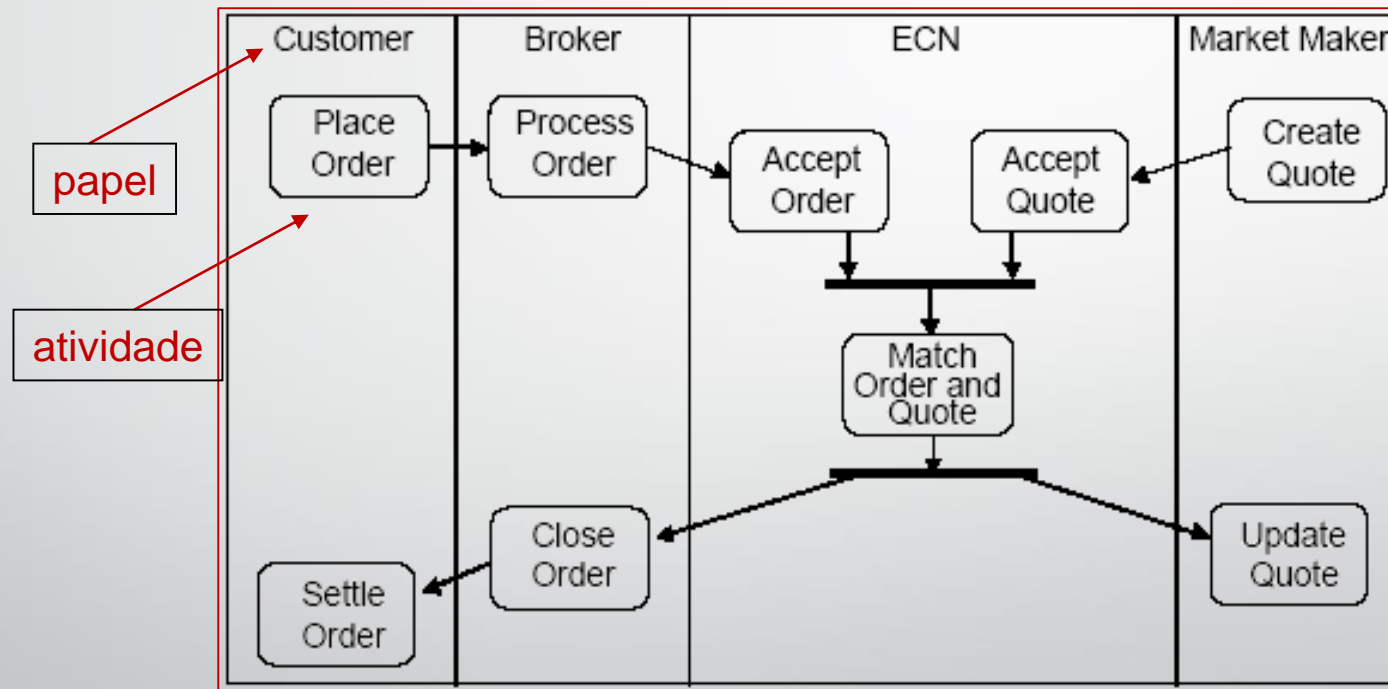 Customer
Broker
ECN
Market Maker
papel
atividade
Place
Order
Process
Order
Accept
Order
Accept
Quote
Create
Quote
Match
Order and
Quote
Close
Order
Settle
Order
Update
Quote